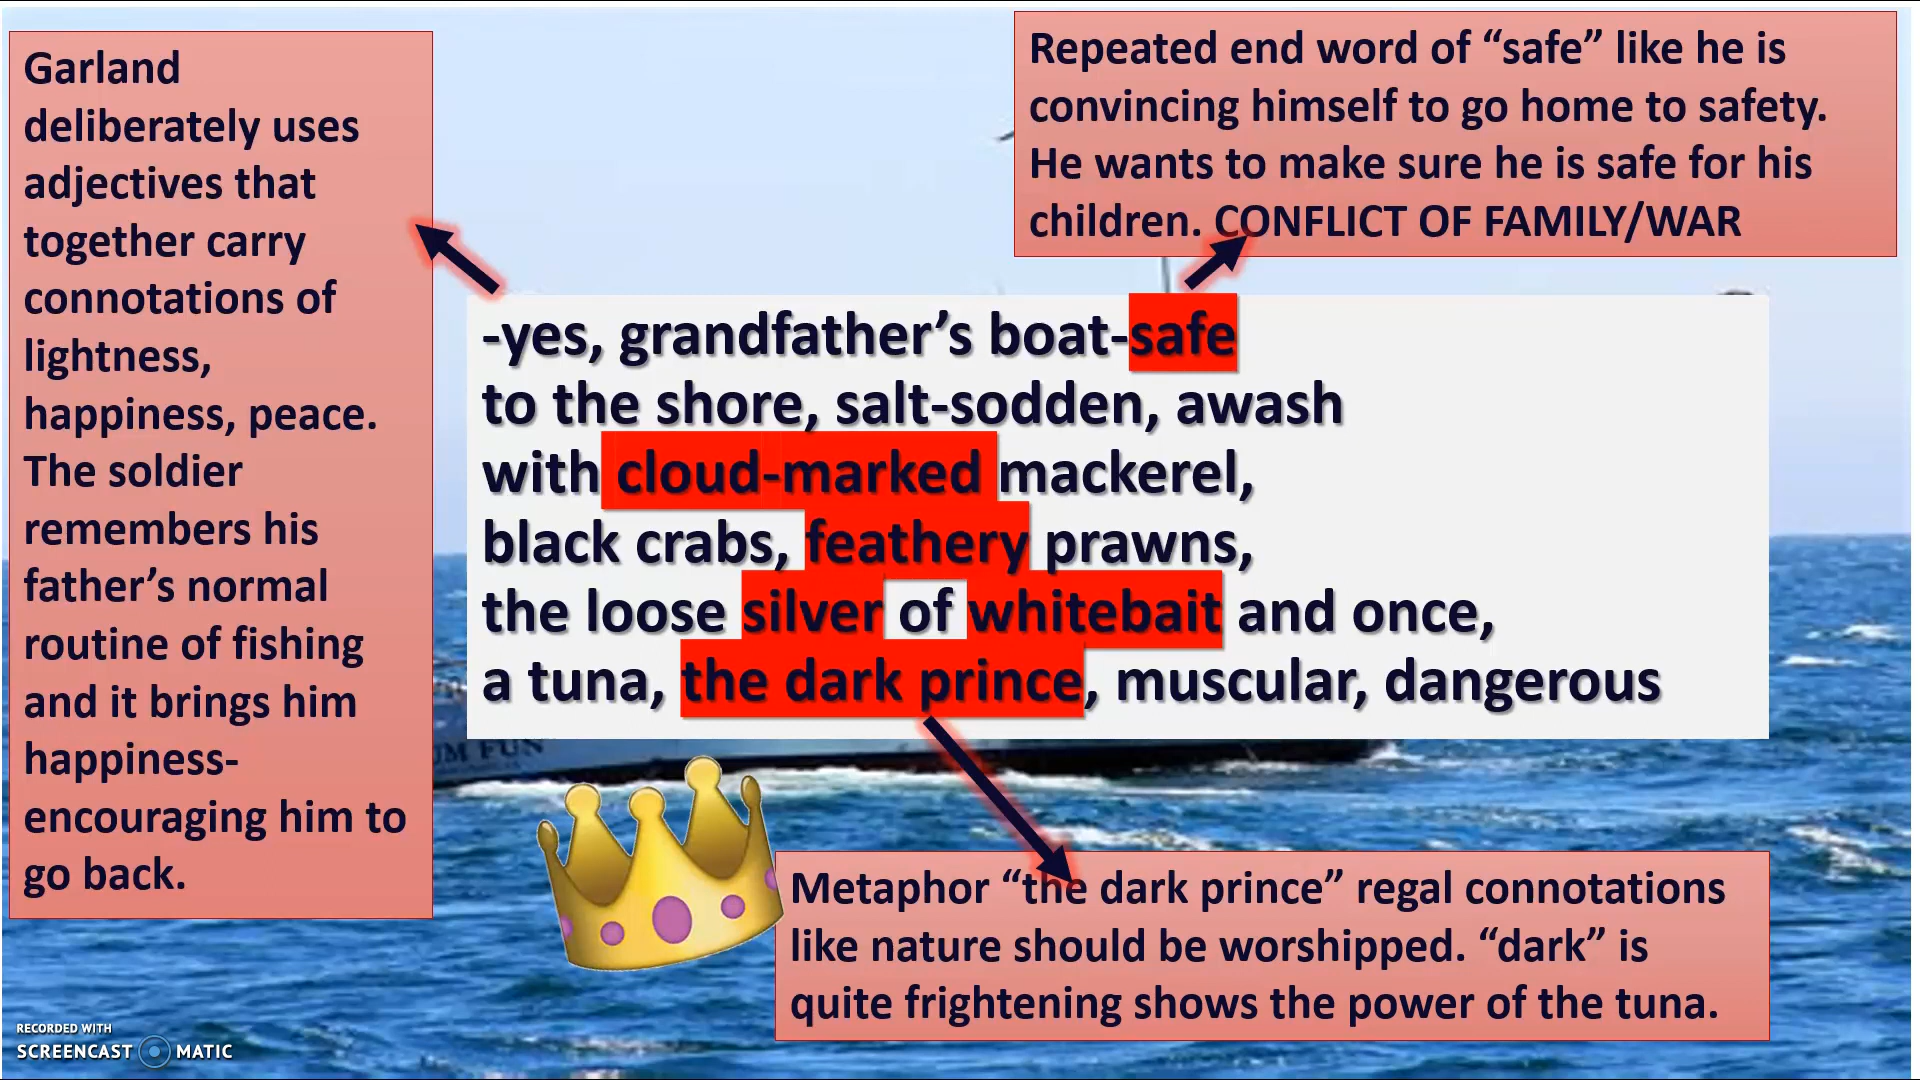 Garland
deliberately uses
adjectives that
together carry
connotations of
lightness,
happiness, peace.
The soldier
remembers his
father’s normal
routine of fishing
and it brings him
happiness-
encouraging him to
go back.
Repeated end word of “safe” like he is
convincing himself to go home to safety.
He wants to make sure he is safe for his
children. CONFLICT OF FAMILY/WAR
-yes, grandfather’s boat-safe
to the shore, salt-sodden, awash
with cloud-marked mackerel,
black crabs, feathery prawns,
the loose silver of whitebait and once,
a tuna, the dark prince, muscular, dangerous
UM FUN
Metaphor “the dark prince” regal connotations
like nature should be worshipped. “dark” is
quite frightening shows the power of the tuna.
RECORDED WITH
SCREENCAST MATIC